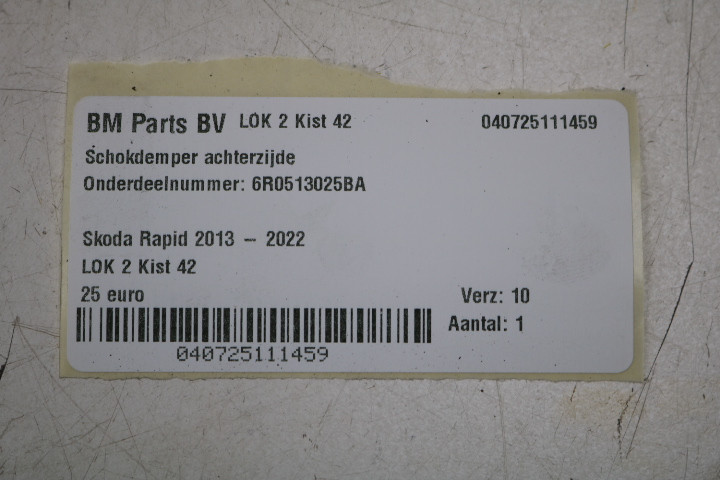 BM Parts BV LOK 2 Kist 42 040725111459
Schokdemper achterzijde
Onderdeelnummer: 6R0513025BA
Skoda Rapid 2013 - 2022
LOK 2 Kist 42
25 euro Verz: 10
Aantal: 1
040725111459